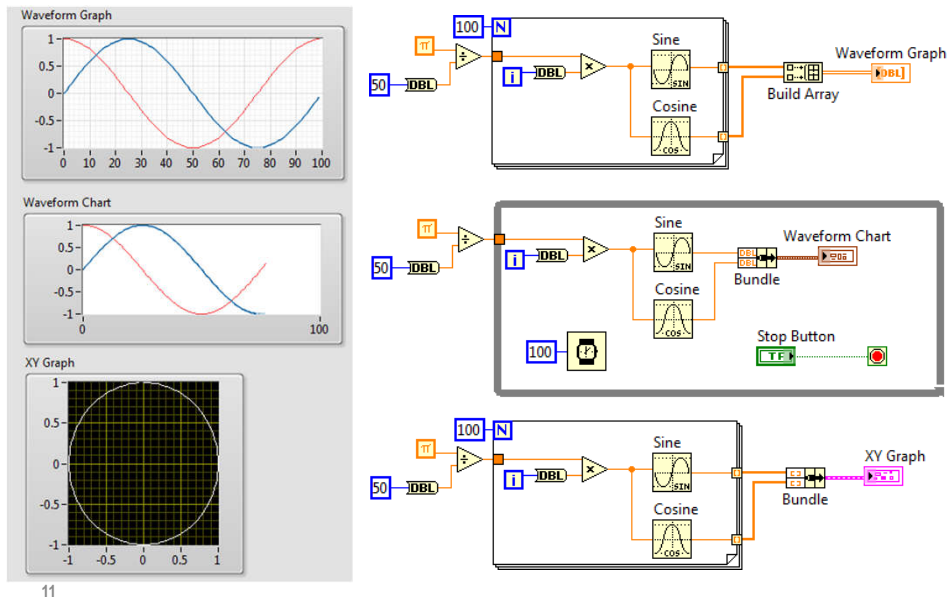 Waveform Graph
1
0.5
0
-0.5
-1
0 10 20 30 40 50 60 70 80 90 100
Waveform Chart
1
0.5
0
-0.5
-1
0 100
XY Graph
1
0.5
0
-0.5
-1
-1 -0.5 0 0.5 1
11
100 N
π
÷
50 DBL
i DBL
×
Sine
SIN
Cosine
COS
Build Array
Waveform Graph
DBL]
π
÷
50 DBL
i DBL
×
Sine
SIN
Cosine
COS
DBL
DBL
Bundle
Waveform Chart
100
Stop Button
TF
100 N
π
÷
50 DBL
i DBL
×
Sine
SIN
Cosine
COS
Bundle
XY Graph